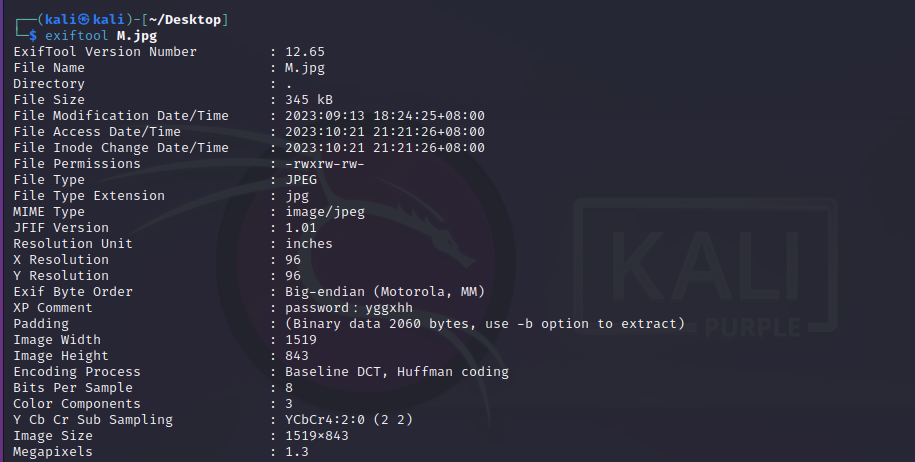 ┌──(kali㉿kali)-[~/Desktop]
└─$ exiftool M.jpg
ExifTool Version Number : 12.65
File Name : M.jpg
Directory : .
File Size : 345 kB
File Modification Date/Time : 2023:09:13 18:24:25+08:00
File Access Date/Time : 2023:10:21 21:21:26+08:00
File Inode Change Date/Time : 2023:10:21 21:21:26+08:00
File Permissions : -rwxrw-rw-
File Type : JPEG
File Type Extension : jpg
MIME Type : image/jpeg
JFIF Version : 1.01
Resolution Unit : inches
X Resolution : 96
Y Resolution : 96
Exif Byte Order : Big-endian (Motorola, MM)
XP Comment : password：yggxhh
Padding : (Binary data 2060 bytes, use -b option to extract)
Image Width : 1519
Image Height : 843
Encoding Process : Baseline DCT, Huffman coding
Bits Per Sample : 8
Color Components : 3
Y Cb Cr Sub Sampling : YCbCr4:2:0 (2 2)
Image Size : 1519×843
Megapixels : 1.3
KALI
PURPLE